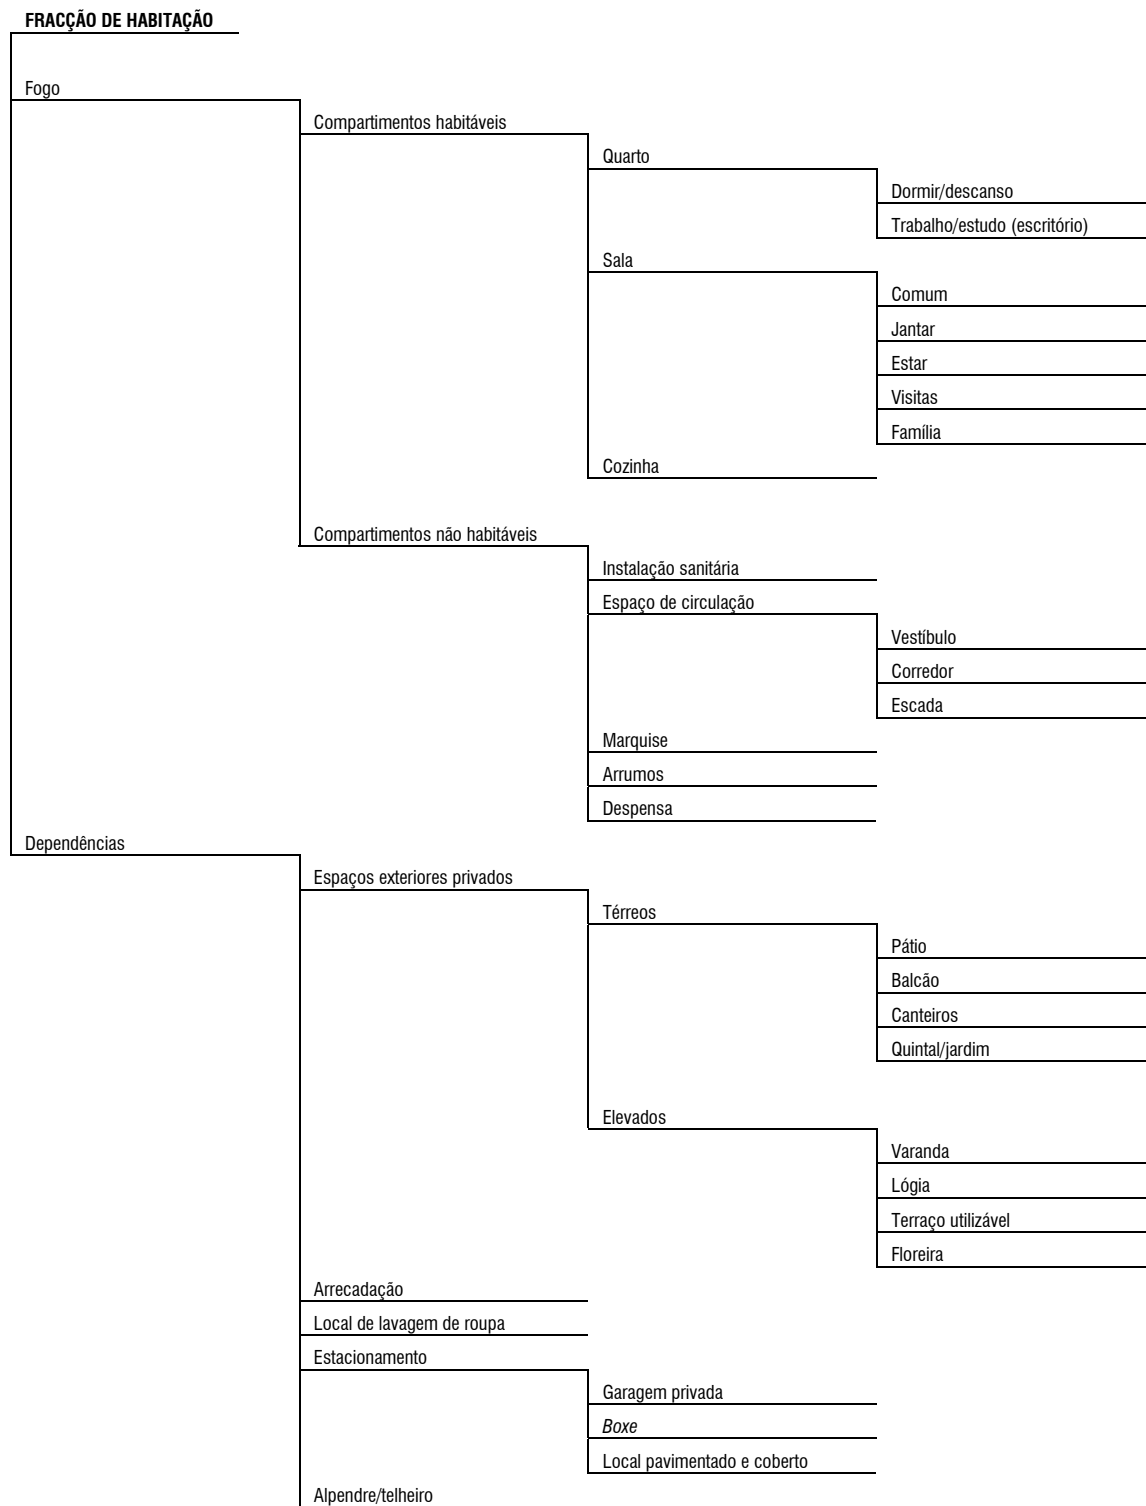 FRACÇÃO DE HABITAÇÃO
Fogo
Compartimentos habitáveis
Quarto
Dormir/descanso
Trabalho/estudo (escritório)
Sala
Comum
Jantar
Estar
Visitas
Família
Cozinha
Compartimentos não habitáveis
Instalação sanitária
Espaço de circulação
Vestíbulo
Corredor
Escada
Marquise
Arrumos
Despensa
Dependências
Espaços exteriores privados
Térreos
Pátio
Balcão
Canteiros
Quintal/jardim
Elevados
Varanda
Lógia
Terraço utilizável
Floreira
Arrecadação
Local de lavagem de roupa
Estacionamento
Garagem privada
Boxe
Local pavimentado e coberto
Alpendre/telheiro